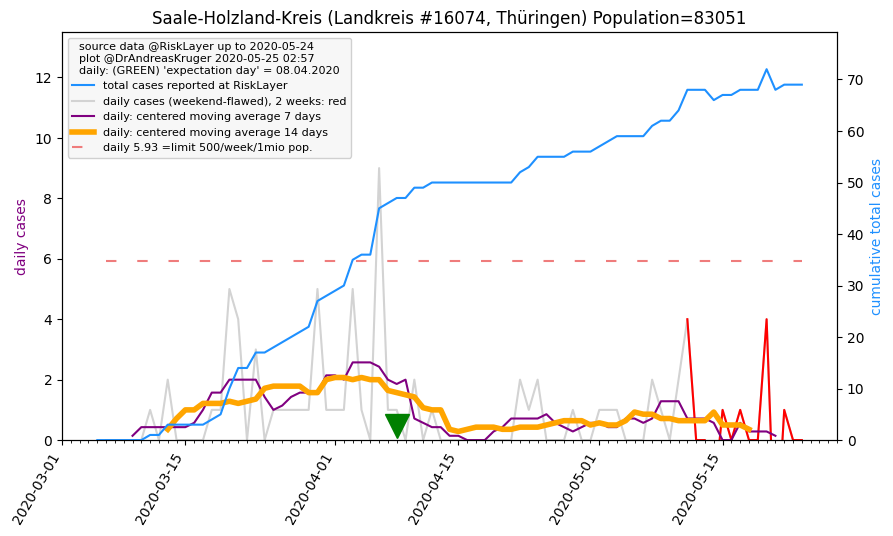 Saale-Holzland-Kreis (Landkreis #16074, Thüringen) Population=83051
source data @RiskLayer up to 2020-05-24
plot @DrAndreasKruger 2020-05-25 02:57
daily: (GREEN) 'expectation day' = 08.04.2020
total cases reported at RiskLayer
daily cases (weekend-flawed), 2 weeks: red
daily: centered moving average 7 days
daily: centered moving average 14 days
daily 5.93 =limit 500/week/1mio pop.
daily cases
12
10
8
6
4
2
0
cumulative total cases
70
60
50
40
30
20
10
0
2020-03-01
2020-03-15
2020-04-01
2020-04-15
2020-05-01
2020-05-15